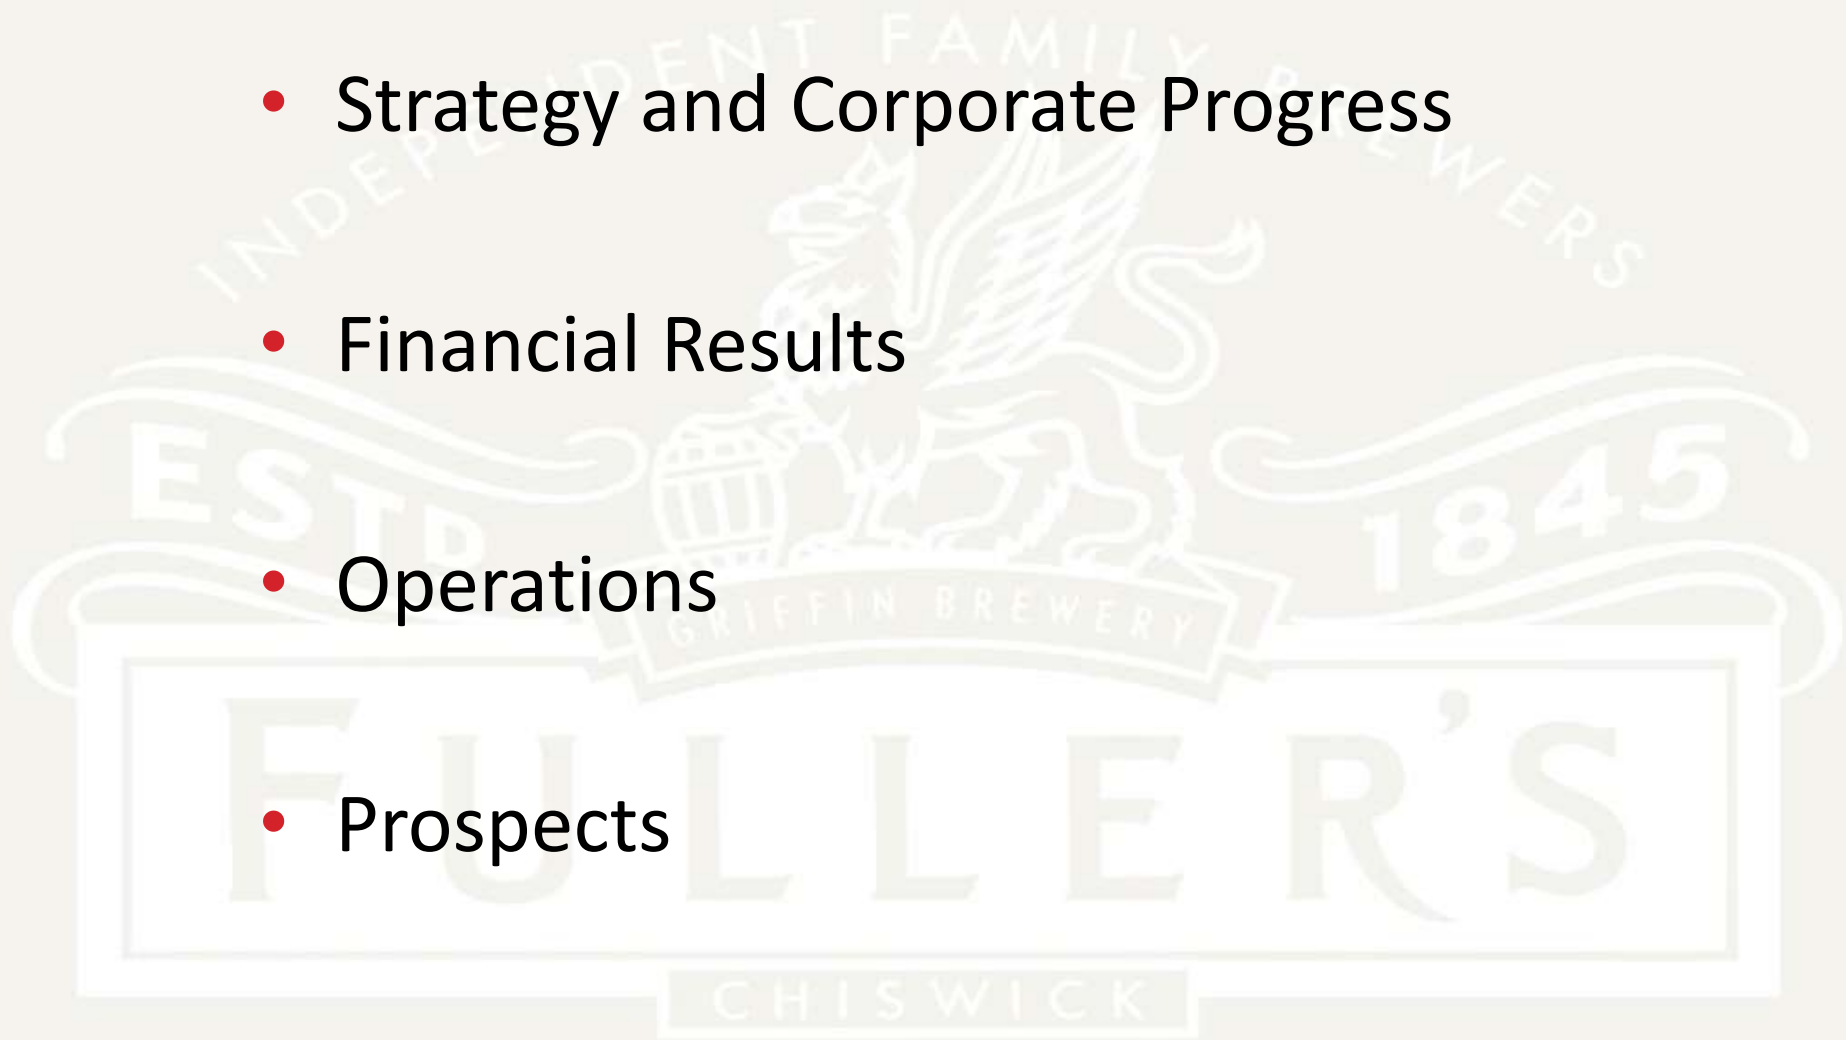 INDEPENDENT FAMILY BREWERS
• Strategy and Corporate Progress
• Financial Results
ESTD 1845
• Operations
GRIFFIN BREWERY
FULLER'S
• Prospects
CHISWICK